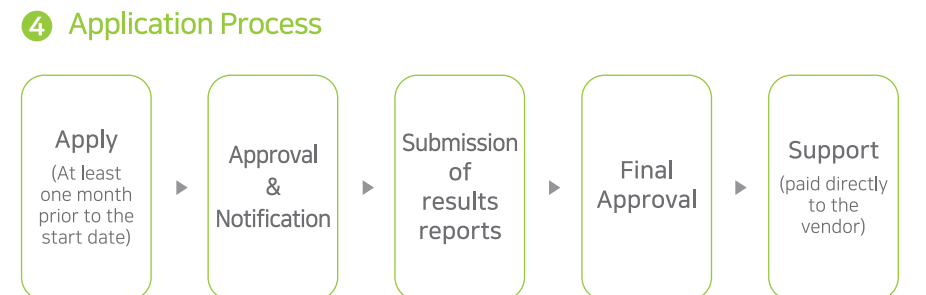 4 Application Process
Apply
(At least
one month
prior to the
start date)
Approval
&
Notification
Submission
of
results
reports
Final
Approval
Support
(paid directly
to the
vendor)